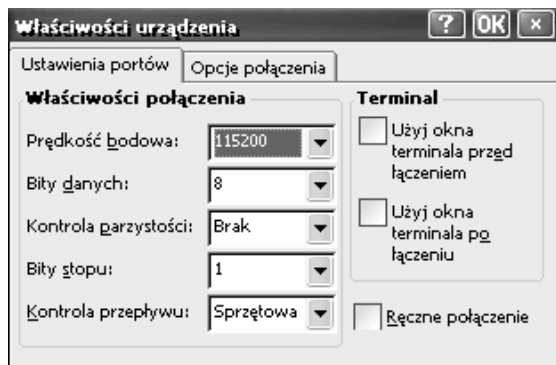 Właściwości urządzenia ? OK ×
Ustawienia portów Opcje połączenia
Właściwości połączenia
Prędkość bodowa: 115200
Bity danych: 8
Kontrola parzystości: Brak
Bity stopu: 1
Kontrola przepływu: Sprzętowa
Terminal
Użyj okna
terminala przed
łączeniem
Użyj okna
terminala po
łączeniu
Ręczne połączenie